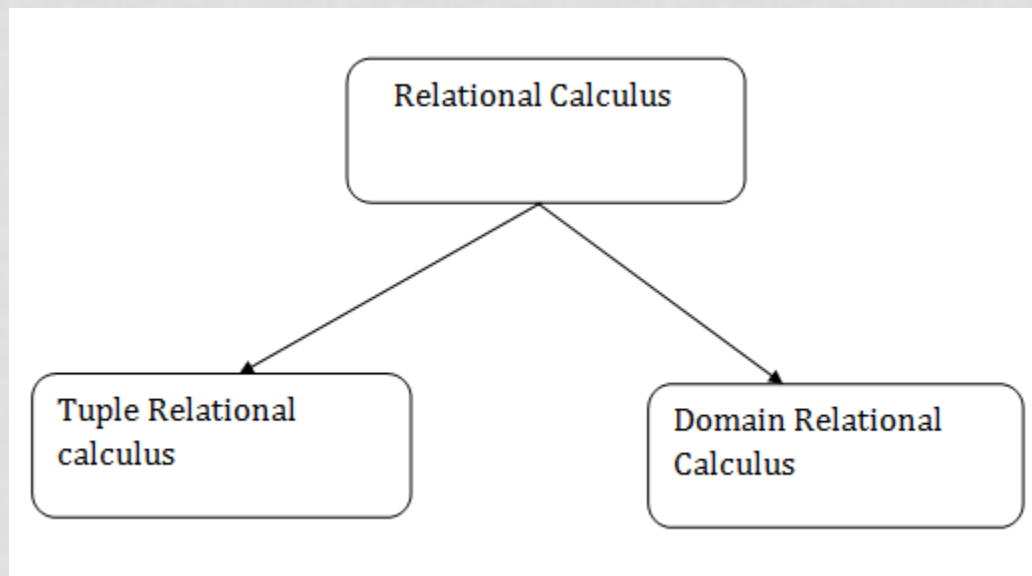 Relational Calculus
Tuple Relational
calculus
Domain Relational
Calculus